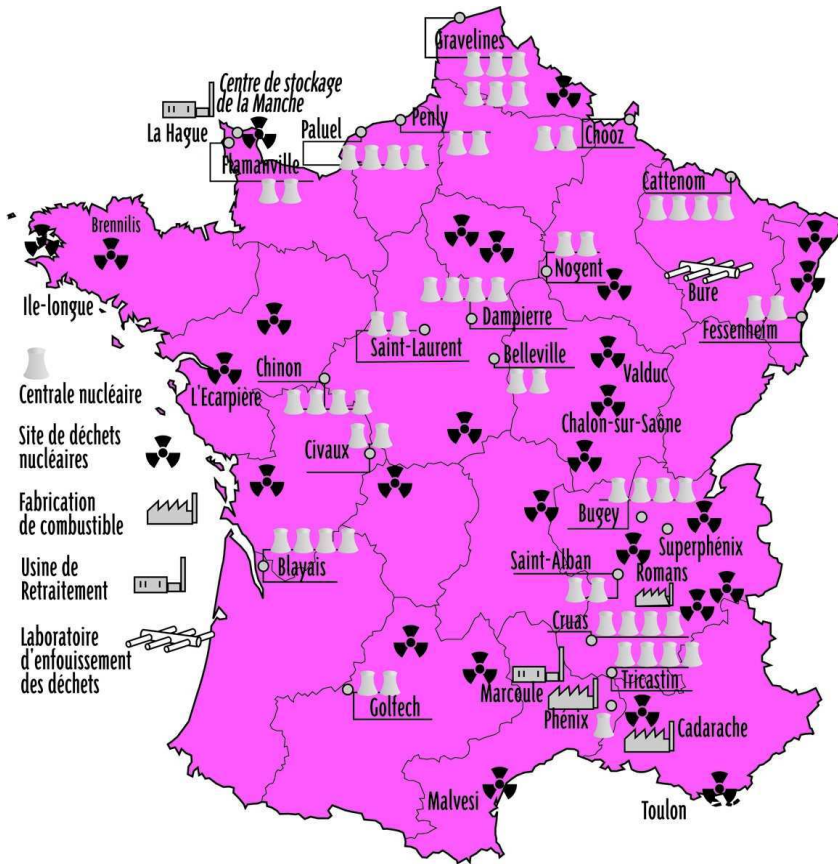 Gravelines
Centre de stockage
de la Manche
La Hague
Penly
Paluel
Chooz
Flamanville
Cattenom
Brennilis
Ile-longue
Nogent
Bure
Dampierre
Saint-Laurent
Fessenheim
Belleville
Valduc
Chinon
L'Ecarpière
Chalon-sur-Saône
Civaux
Bugey
Superphénix
Saint-Alban
Romans
Blayais
Cruas
Tricastin
Marcoule
Golfech
Phénix
Cadarache
Malvesi
Toulon
Centrale nucléaire
Site de déchets
nucléaires
Fabrication
de combustible
Usine de
Retraitement
Laboratoire
d'enfouissement
des déchets